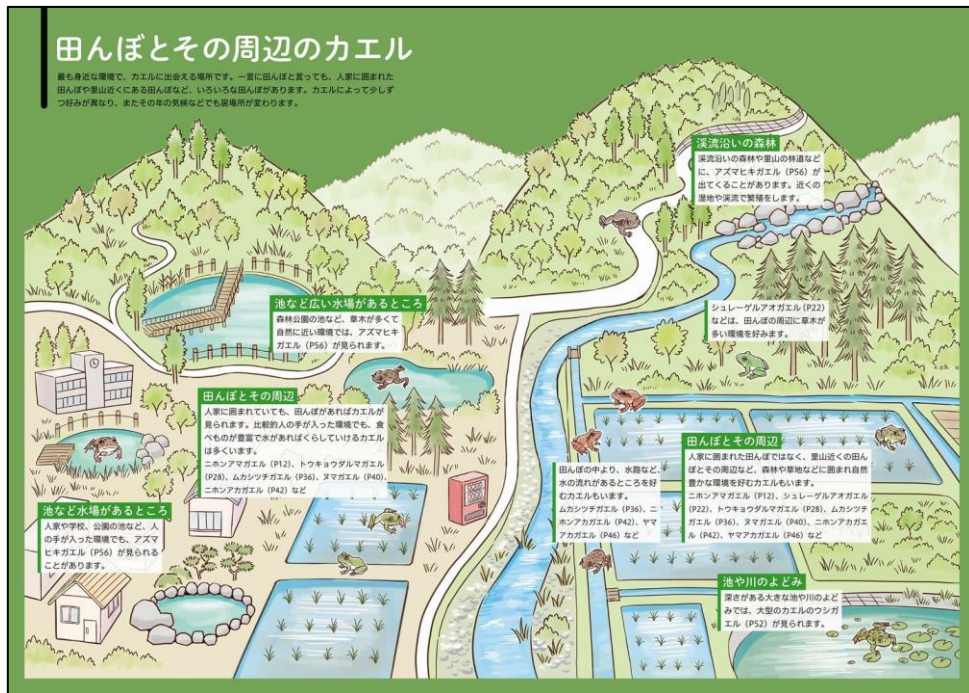 田んぼとその周辺のカエル
最も身近な環境で、カエルに出会える場所です。一言に田んぼと言っても、人家に囲まれた
田んぼや里山近くにある田んぼなど、いろいろな田んぼがあります。カエルによって少しず
つ好みが異なり、またその年の気候などでも居場所が変わります。
渓流沿いの森林
渓流沿いの森林や里山の林道など
に、アズマヒキガエル(P56)が
出てくることがあります。近くの
湿地や渓流で繁殖をします。
池など広い水場があるところ
森林公園の池など、草木が多くて
自然に近い環境では、アズマヒキ
ガエル(P56)が見られます。
シュレーゲルアオガエル(P22)
などは、田んぼの周辺に草木が
多い環境を好みます。
田んぼとその周辺
人家に囲まれていても、田んぼがあればカエルが
見られます。比較的人の手が入った環境でも、食
べものが豊富で水があればくらしていけるカエル
は多くいます。
ニホンアマガエル(P12)、トウキョウダルマガエル
(P28)、ムカシツチガエル(P36)、ヌマガエル(P40)、
ニホンアカガエル(P42)など
池など水場があるところ
人家や学校、公園の池など、人
の手が入った環境でも、アズマ
ヒキガエル(P56)が見られる
ことがあります。
田んぼの中より、水路など、
水の流れがあるところを好
むカエルもいます。
ムカシツチガエル(P36)、ニ
ホンアカガエル(P42)、ヤマ
アカガエル(P46)など
田んぼとその周辺
人家に囲まれた田んぼではなく、里山近くの田ん
ぼとその周辺など、森林や草地などに囲まれ自然
豊かな環境を好むカエルもいます。
ニホンアマガエル(P12)、シュレーゲルアオガエル
(P22)、トウキョウダルマガエル(P28)、ムカシツ
チガエル(P36)、ヌマガエル(P40)、ニホンアカガエ
ル(P42)、ヤマアカガエル(P46)など
池や川のよどみ
深さがある大きな池や川のよど
みでは、大型のカエルのウシガ
エル(P52)が見られます。